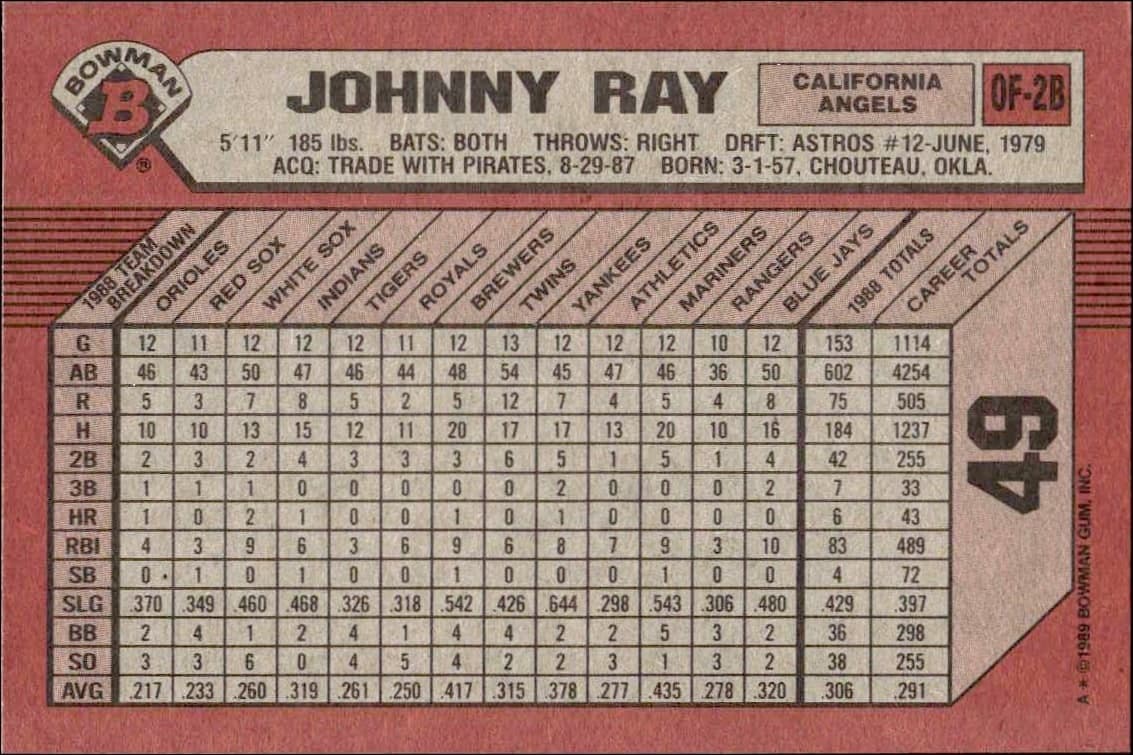 BOWMAN
B
®
JOHNNY RAY
CALIFORNIA
ANGELS
OF-2B
5'11" 185 lbs. BATS: BOTH THROWS: RIGHT DRFT: ASTROS #12-JUNE, 1979
ACQ: TRADE WITH PIRATES, 8-29-87 BORN: 3-1-57, CHOUTEAU, OKLA.
1988 TEAM
BREAKDOWN
ORIOLES
RED SOX
WHITE SOX
INDIANS
TIGERS
ROYALS
BREWERS
TWINS
YANKEES
ATHLETICS
MARINERS
RANGERS
BLUE JAYS
1988 TOTALS
CAREER
TOTALS
G 12 11 12 12 12 11 12 13 12 12 12 10 12 153 1114
AB 46 43 50 47 46 44 48 54 45 47 46 36 50 602 4254
R 5 3 7 8 5 2 5 12 7 4 5 4 8 75 505
H 10 10 13 15 12 11 20 17 17 13 20 10 16 184 1237
2B 2 3 2 4 3 3 3 6 5 1 5 1 4 42 255
3B 1 1 1 0 0 0 0 0 2 0 0 0 2 7 33
HR 1 0 2 1 0 0 1 0 1 0 0 0 0 6 43
RBI 4 3 9 6 3 6 9 6 8 7 9 3 10 83 489
SB 0 1 0 1 0 0 1 0 0 0 1 0 0 4 72
SLG .370 .349 .460 .468 .326 .318 .542 .426 .644 .298 .543 .306 .480 .429 .397
BB 2 4 1 2 4 1 4 4 2 2 5 3 2 36 298
SO 3 3 6 0 4 5 4 2 2 3 1 3 2 38 255
AVG .217 .233 .260 .319 .261 .250 .417 .315 .378 .277 .435 .278 .320 .306 .291
49
A * ©1989 BOWMAN GUM, INC.